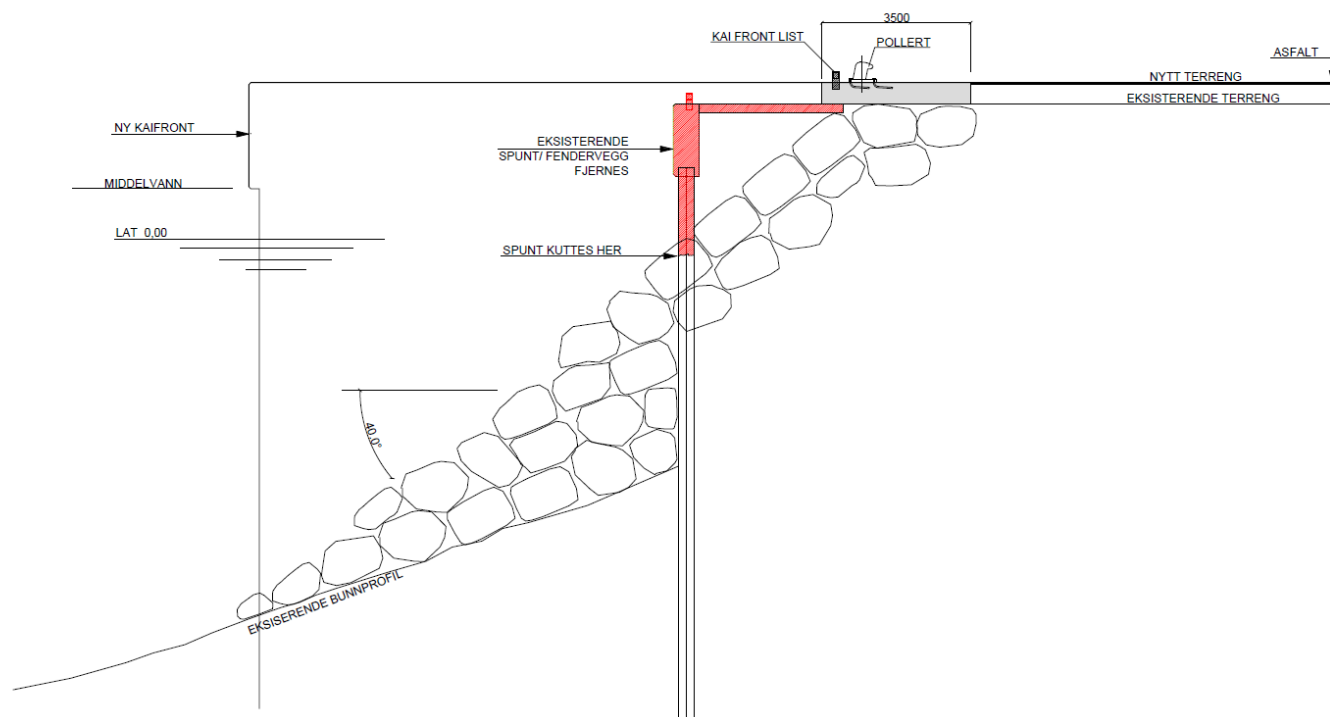 3500
KAI FRONT LIST
POLLERT
ASFALT
NYTT TERRENG
EKSISTERENDE TERRENG
NY KAIFRONT
EKSISTERENDE
SPUNT/ FENDERVEGG
FJERNES
MIDDELVANN
LAT 0,00
SPUNT KUTTES HER
40.0°
EKSISERENDE BUNNPROFIL